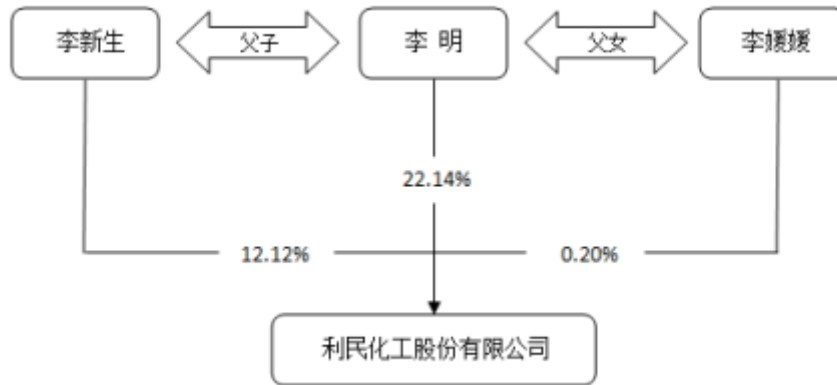 李新生
父子
李 明
父女
李媛媛
22.14%
12.12%
0.20%
利民化工股份有限公司